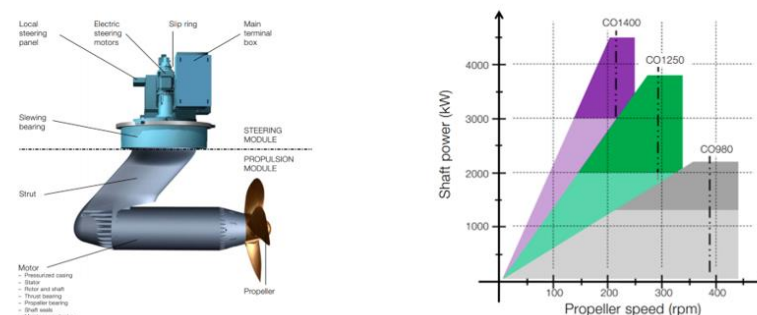 Local
steering
panel
Electric
steering
motors
Slip ring
Main
terminal
box
Slewing
bearing
STEERING
MODULE
PROPULSION
MODULE
Strut
Motor
- Pressurized casing
- Stator
- Rotor and shaft
- Thrust bearing
- Propeller bearing
- Shaft seals
Propeller
Shaft power (kW)
4000
3000
2000
1000
CO1400
CO1250
CO980
100
200
300
400
Propeller speed (rpm)